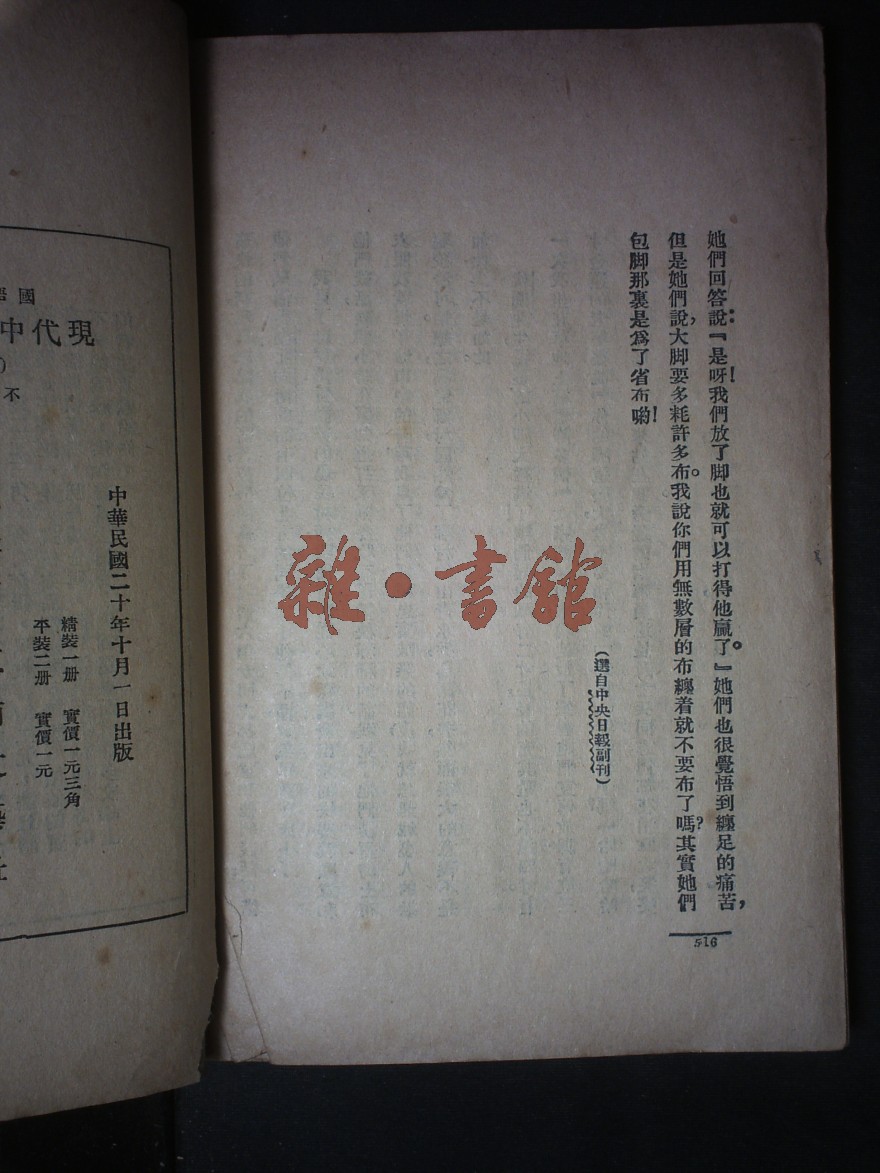 她們回答說:『是呀!我們放了脚也就可以打得他贏了。』她們也很覺悟到纏足的痛苦,
但是她們說,大脚要多耗許多布。我說你們用無數層的布纏着就不要布了嗎?其實她們
包脚那裏是爲了省布喲!
(選自中央日報副刊)
516
雜·書館
國
現代中
不
中華民國二十年十月一日出版
精裝一册 實價一元三角
平裝二册 實價一元